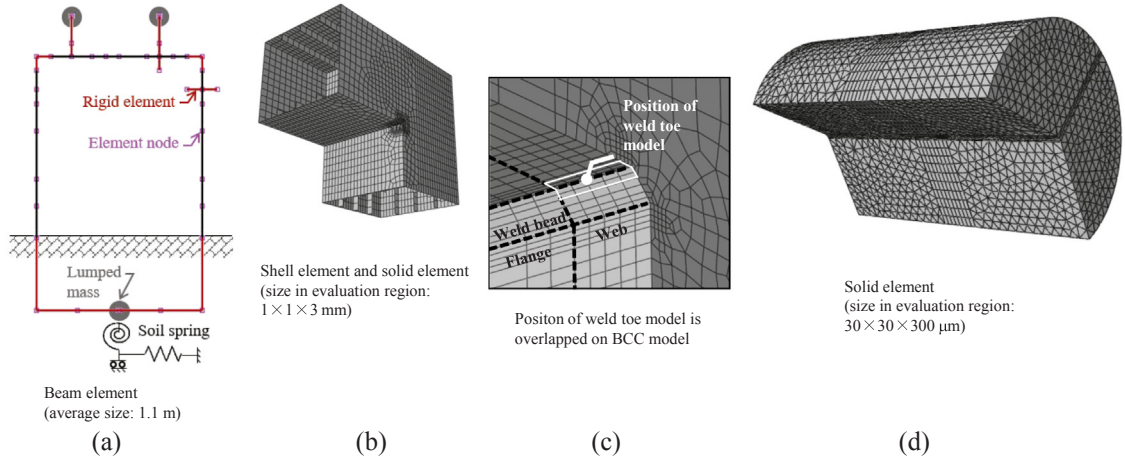 Rigid element
Element node
Lumped
mass
Soil spring
Beam element
(average size: 1.1 m)
(a)
Shell element and solid element
(size in evaluation region:
1×1×3 mm)
(b)
Position of
weld toe
model
Weld bead
Web
Flange
Positon of weld toe model is
overlapped on BCC model
(c)
Solid element
(size in evaluation region:
30×30×300 μm)
(d)